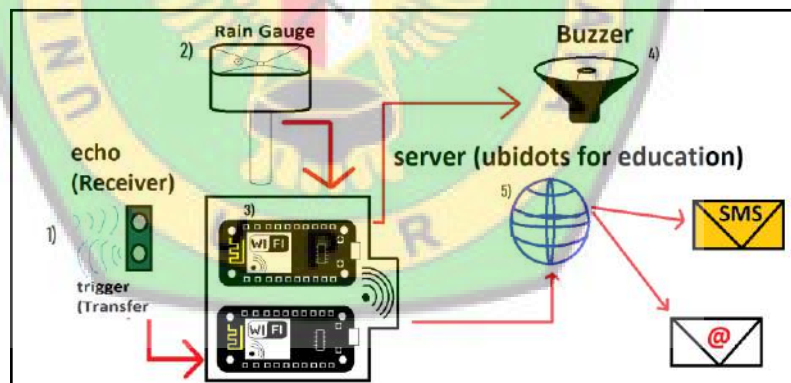 2)
Rain Gauge
Buzzer
4)
echo
(Receiver)
server (ubidots for education)
1)
3)
WI FI
5)
SMS
trigger
(Transfer
WI FI
@